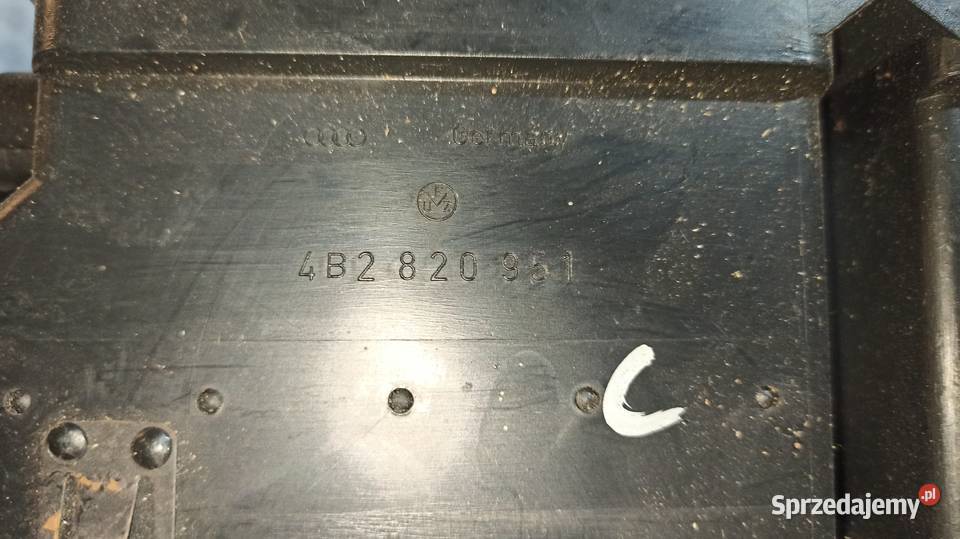 Germany
4B2 820 951
C
Sprzedajemy.pl